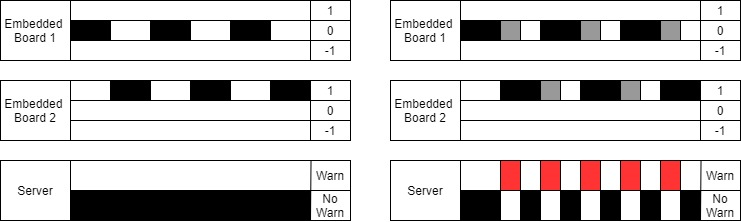 Embedded
Board 1
1
0
-1
Embedded
Board 2
1
0
-1
Server
Warn
No
Warn
Embedded
Board 1
1
0
-1
Embedded
Board 2
1
0
-1
Server
Warn
No
Warn